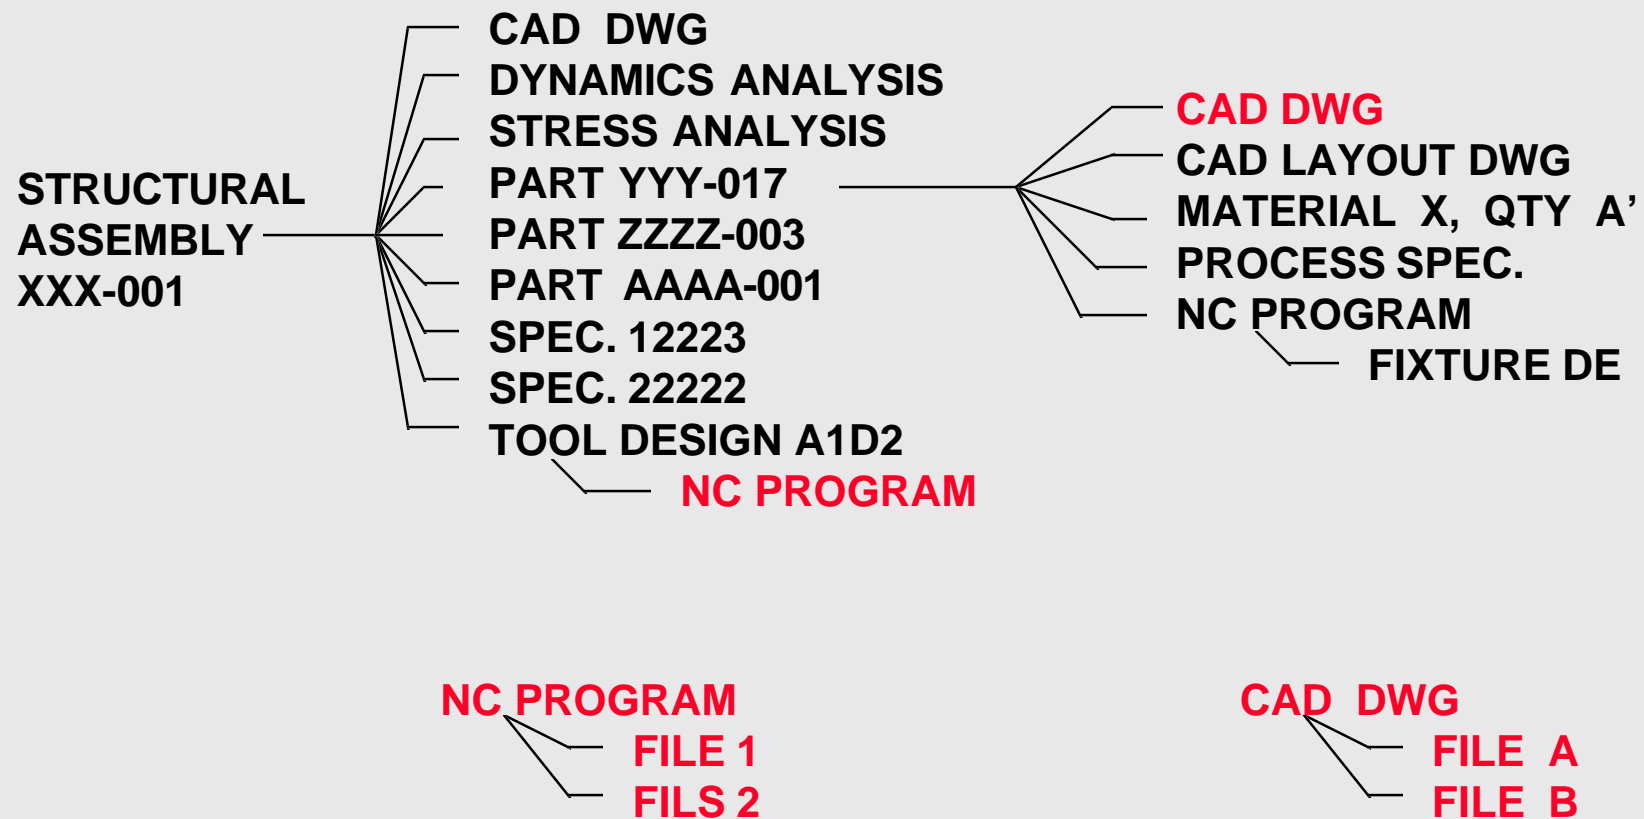 STRUCTURAL
ASSEMBLY
XXX-001
CAD DWG
DYNAMICS ANALYSIS
STRESS ANALYSIS
PART YYY-017
PART ZZZZ-003
PART AAAA-001
SPEC. 12223
SPEC. 22222
TOOL DESIGN A1D2
NC PROGRAM
CAD DWG
CAD LAYOUT DWG
MATERIAL X, QTY A’
PROCESS SPEC.
NC PROGRAM
FIXTURE DE
NC PROGRAM
FILE 1
FILS 2
CAD DWG
FILE A
FILE B